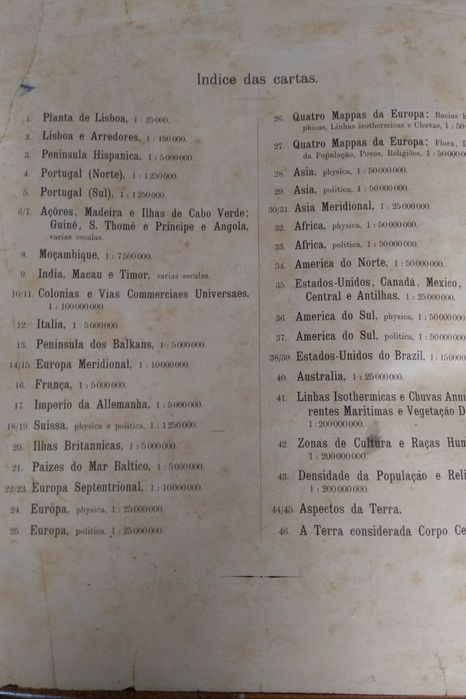 Indice das cartas.
1. Planta de Lisboa, 1 : 25000.
2. Lisboa e Arredores, 1 : 150000.
3. Peninsula Hispanica, 1 : 5000000.
4. Portugal (Norte), 1 : 1250000.
5. Portugal (Sul), 1 : 1250000.
6/7. Açôres, Madeira e Ilhas de Cabo Verde;
Guiné, S. Thomé e Principe e Angola,
varias escalas.
8. Moçambique, 1 : 7500000.
9. India, Macau e Timor, varias escalas.
10/11. Colonias e Vias Commerciaes Universaes,
1 : 100000000
12. Italia, 1 : 5000000.
13. Peninsula dos Balkans, 1 : 5000000.
14/15. Europa Meridional, 1 : 10000000.
16. França, 1 : 5000000.
17. Imperio da Allemanha, 1 : 5000000.
18/19. Suissa, physica e politica, 1 : 1250000.
20. Ilhas Britannicas, 1 : 5000000.
21. Paizes do Mar Baltico, 1 : 5000000.
22/23. Europa Septentrional, 1 : 10000000.
24. Europa, physica, 1 : 25000000.
25. Europa, politica, 1 : 25000000.
26. Quatro Mappas da Europa: Bacias
phicas, Linhas isothermicas e Chuvas, 1 : 50
27. Quatro Mappas da Europa: Flora,
da População, Povos, Religiões, 1 : 500000
28. Asia, physica, 1 : 50000000.
29. Asia, politica, 1 : 50000000.
30/31. Asia Meridional, 1 : 25000000.
32. Africa, physica, 1 : 50000000.
33. Africa, politica, 1 : 50000000.
34. America do Norte, 1 : 50000000.
35. Estados-Unidos, Canadá, Mexico,
Central e Antilhas, 1 : 25000000.
36. America do Sul, physica, 1 : 5000000
37. America do Sul, politica, 1 : 5000000
38/39. Estados-Unidos do Brazil, 1 : 150000
40. Australia, 1 : 25000000.
41. Linhas Isothermicas e Chuvas Annu
rentes Maritimas e Vegetação D
1 : 200000000.
42. Zonas de Cultura e Raças Hum
1 : 200000000.
43. Densidade da População e Reli
1 : 200000000.
44/45. Aspectos da Terra.
46. A Terra considerada Corpo Ce